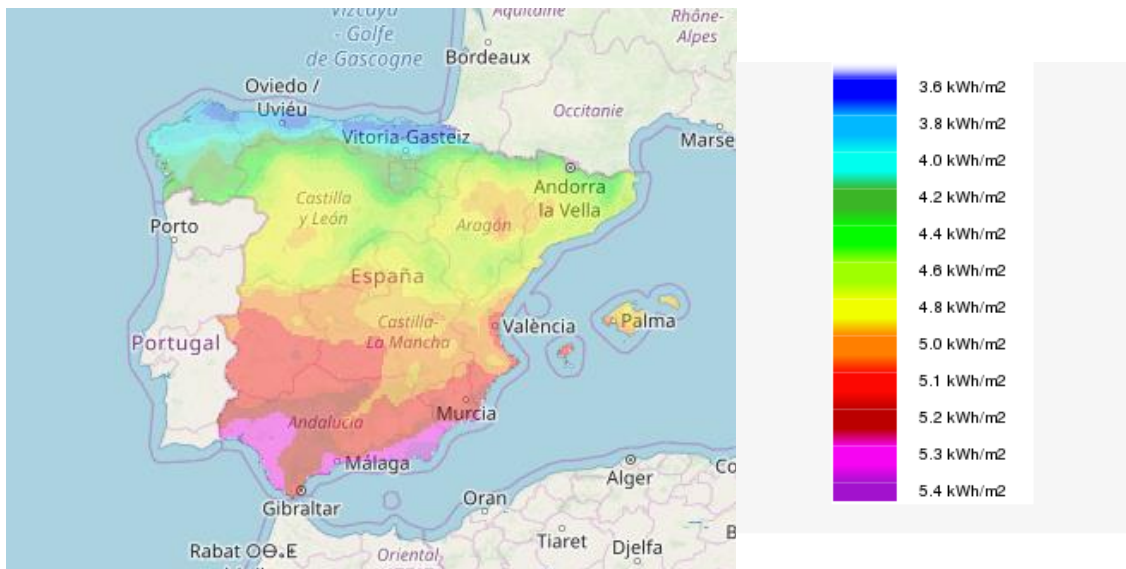 Vizcaya
- Golfe
de Gascogne
Aquitaine
Rhône-
Alpes
Bordeaux
Oviedo /
Uviéu
Occitanie
Vitoria-Gasteiz
Marse
Andorra
la Vella
Castilla
y León
Aragón
Porto
España
Castilla-
La Mancha
València
Palma
Portugal
Murcia
Andalucía
Málaga
Alger
Co
Gibraltar
Oran
Tiaret
Djelfa
B
Rabat ⵔⴱⴰⵟ
Oriental
3.6 kWh/m2
3.8 kWh/m2
4.0 kWh/m2
4.2 kWh/m2
4.4 kWh/m2
4.6 kWh/m2
4.8 kWh/m2
5.0 kWh/m2
5.1 kWh/m2
5.2 kWh/m2
5.3 kWh/m2
5.4 kWh/m2